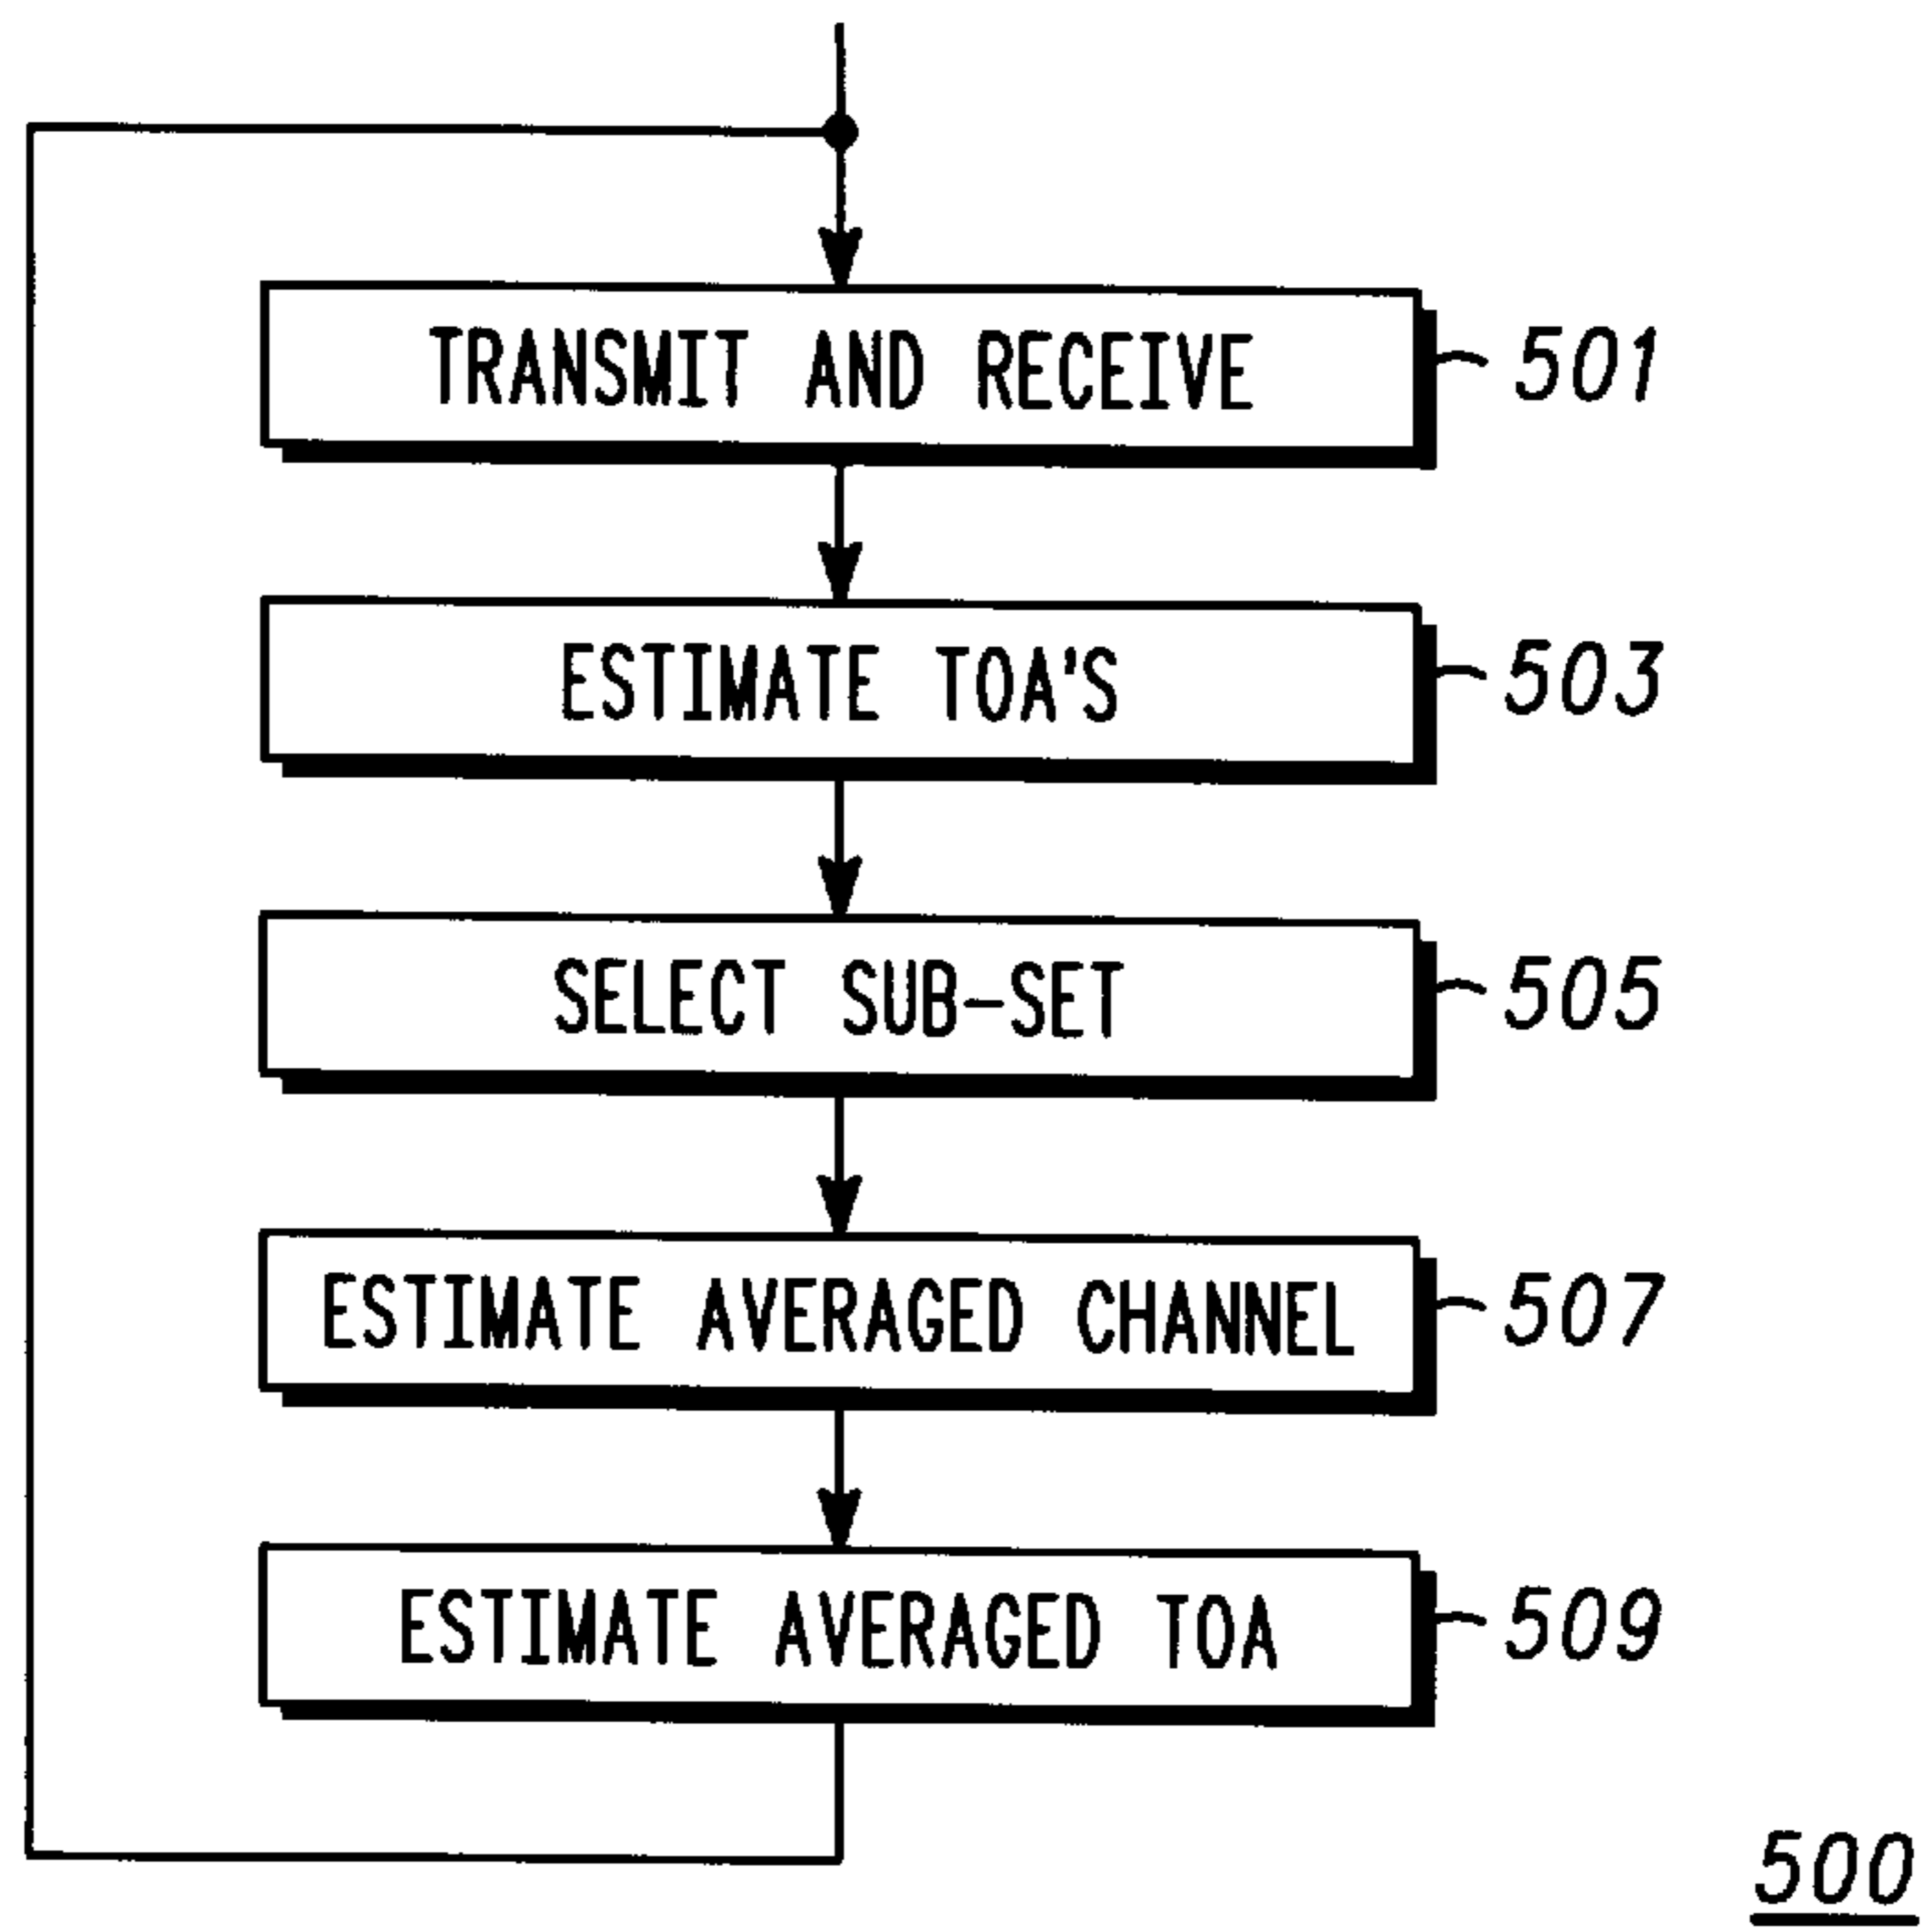 TRANSMIT AND RECEIVE 501
ESTIMATE TOA'S 503
SELECT SUB-SET 505
ESTIMATE AVERAGED CHANNEL 507
ESTIMATE AVERAGED TOA 509
500